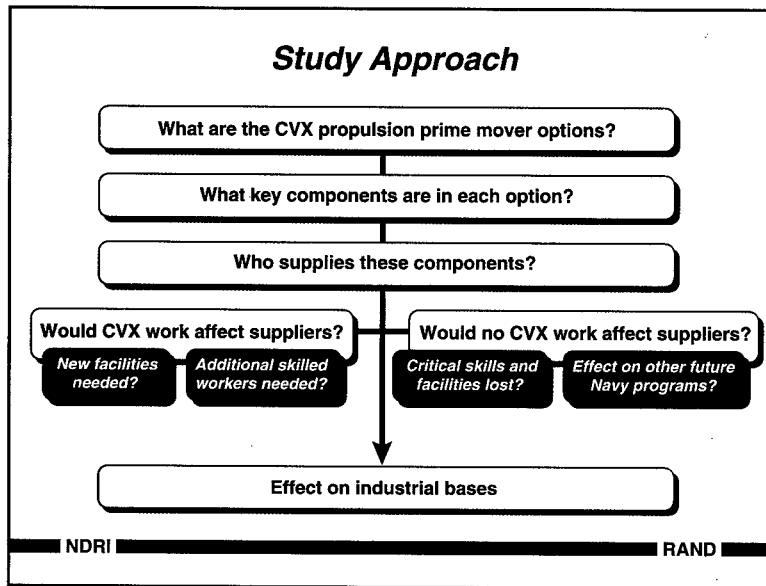 Study Approach
What are the CVX propulsion prime mover options?
What key components are in each option?
Who supplies these components?
Would CVX work affect suppliers?
New facilities
needed?
Additional skilled
workers needed?
Would no CVX work affect suppliers?
Critical skills and
facilities lost?
Effect on other future
Navy programs?
Effect on industrial bases
NDRI
RAND